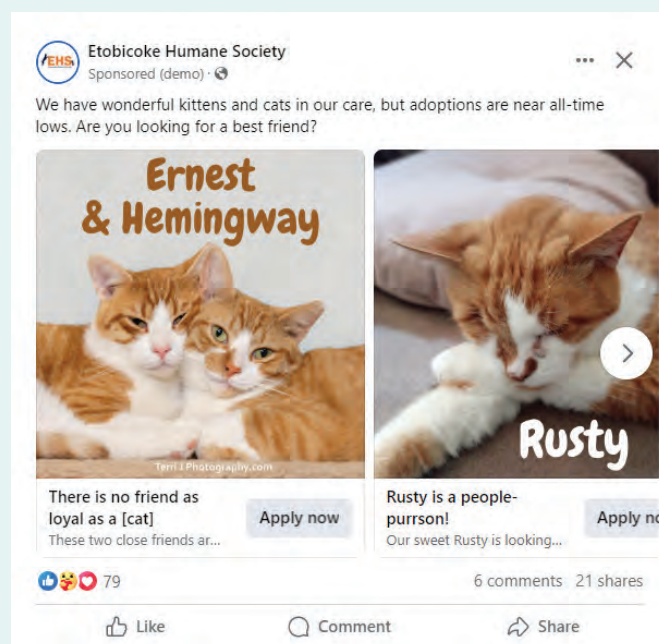 EHS
Etobicoke Humane Society
Sponsored (demo) ·
We have wonderful kittens and cats in our care, but adoptions are near all-time
lows. Are you looking for a best friend?
Ernest
& Hemingway
Terri J Photography.com
There is no friend as
loyal as a [cat]
These two close friends ar...
Apply now
Rusty
Rusty is a people-
purrson!
Our sweet Rusty is looking...
Apply no
79
6 comments 21 shares
Like
Comment
Share